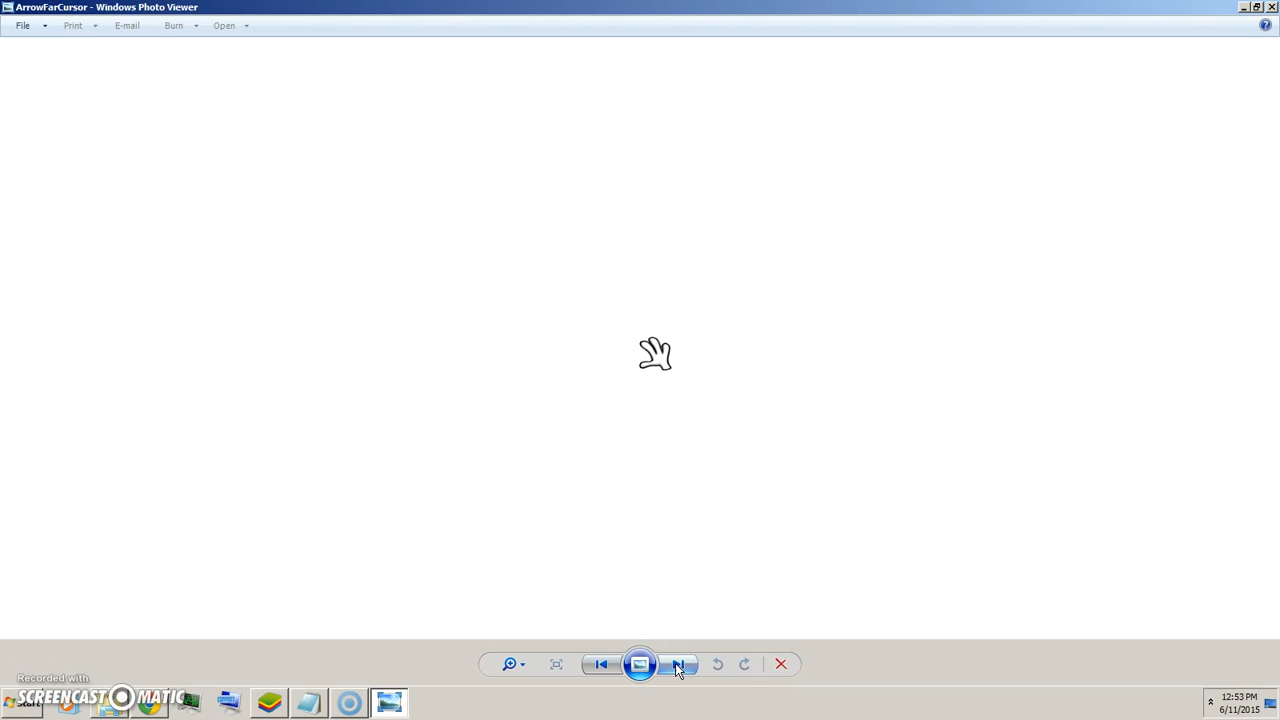 ArrowFarCursor - Windows Photo Viewer
File Print E-mail Burn Open
Recorded with
SCREENCAST MATIC
Start
12:53 PM
6/11/2015